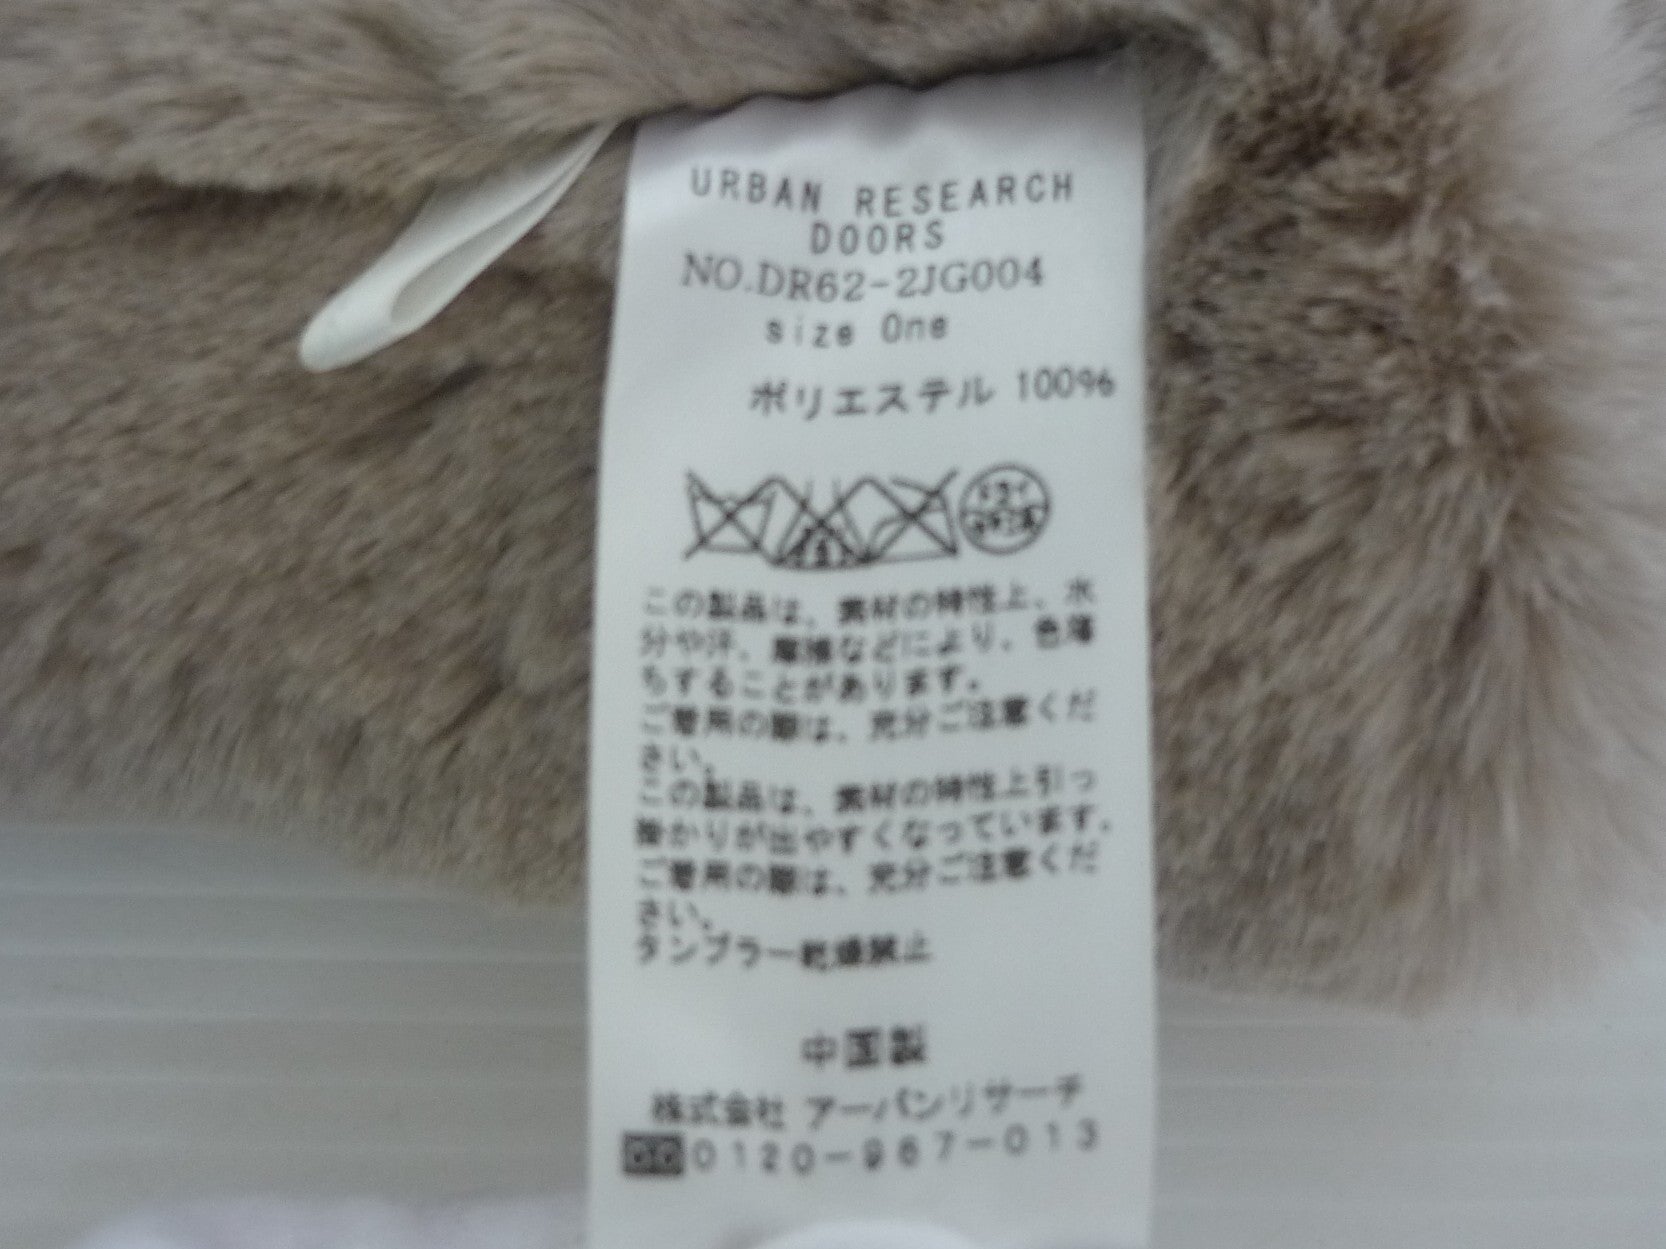 URBAN RESEARCH
DOORS
NO.DR62-2JG004
size One
ポリエステル 100%
この製品は、素材の特性上、水
分や汗、摩擦などにより、色落
ちすることがあります。
ご着用の際は、充分ご注意くだ
さい。
この製品は、素材の特性上引っ
掛かりが出やすくなっています。
ご着用の際は、充分ご注意くだ
さい。
タンブラー乾燥禁止
中国製
株式会社 アーバンリサーチ
0120-967-013